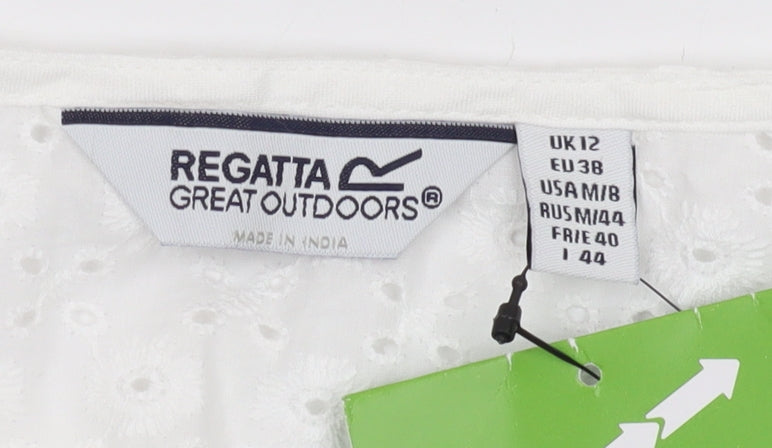 REGATTA
GREAT OUTDOORS®
MADE IN INDIA
UK 12
EU 38
USA M/8
RUS M/44
FR/E 40
I 44